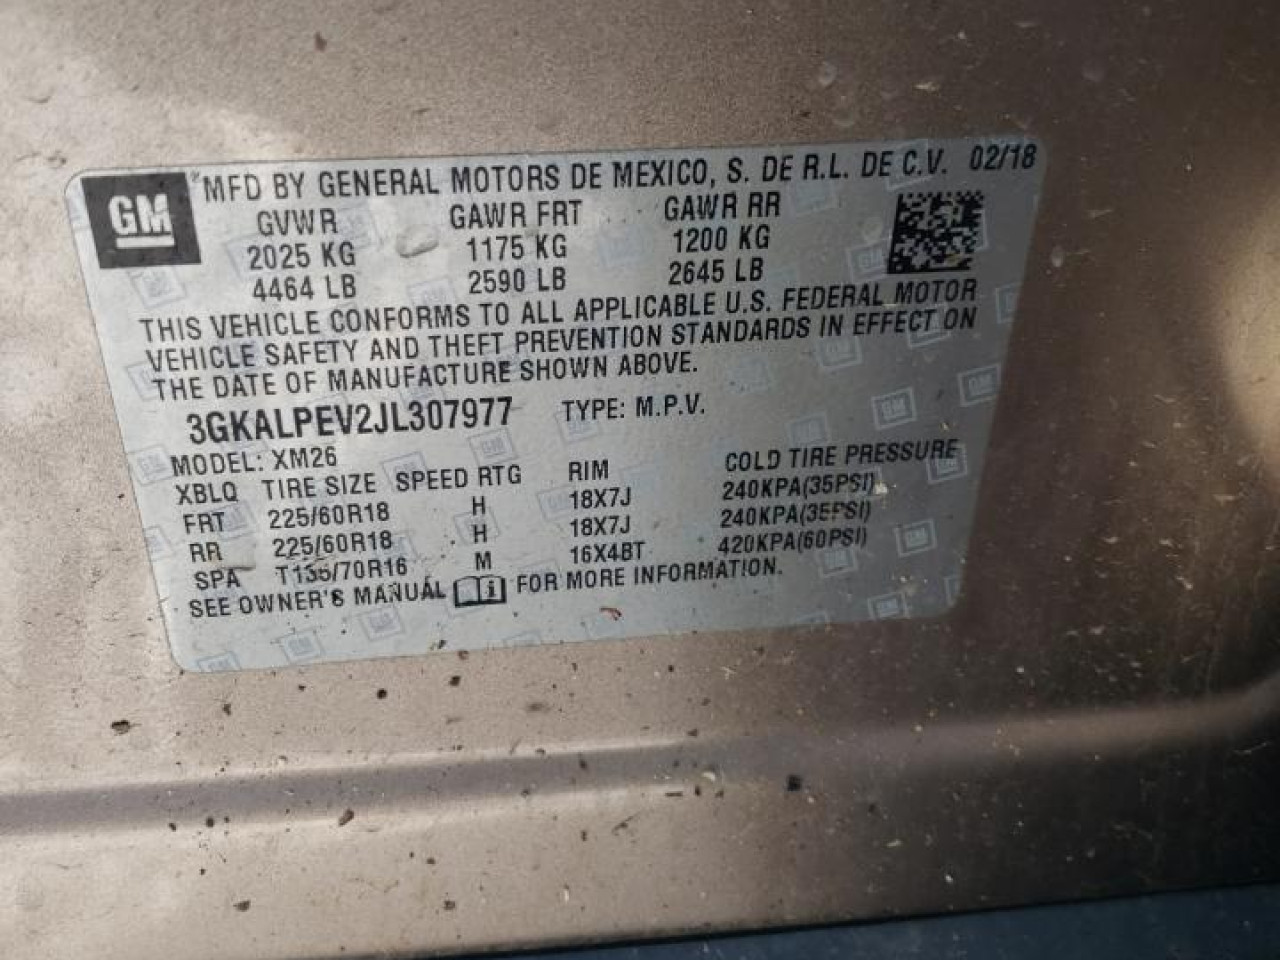 GM
MFD BY GENERAL MOTORS DE MEXICO, S. DE R.L. DE C.V. 02/18
GVWR GAWR FRT GAWR RR
2025 KG 1175 KG 1200 KG
4464 LB 2590 LB 2645 LB
THIS VEHICLE CONFORMS TO ALL APPLICABLE U.S. FEDERAL MOTOR
VEHICLE SAFETY AND THEFT PREVENTION STANDARDS IN EFFECT ON
THE DATE OF MANUFACTURE SHOWN ABOVE.
3GKALPEV2JL307977 TYPE: M.P.V.
MODEL: XM26
XBLQ TIRE SIZE SPEED RTG RIM COLD TIRE PRESSURE
FRT 225/60R18 H 18X7J 240KPA(35PSI)
RR 225/60R18 H 18X7J 240KPA(35PSI)
SPA T135/70R16 M 16X4BT 420KPA(60PSI)
SEE OWNER'S MANUAL i FOR MORE INFORMATION.